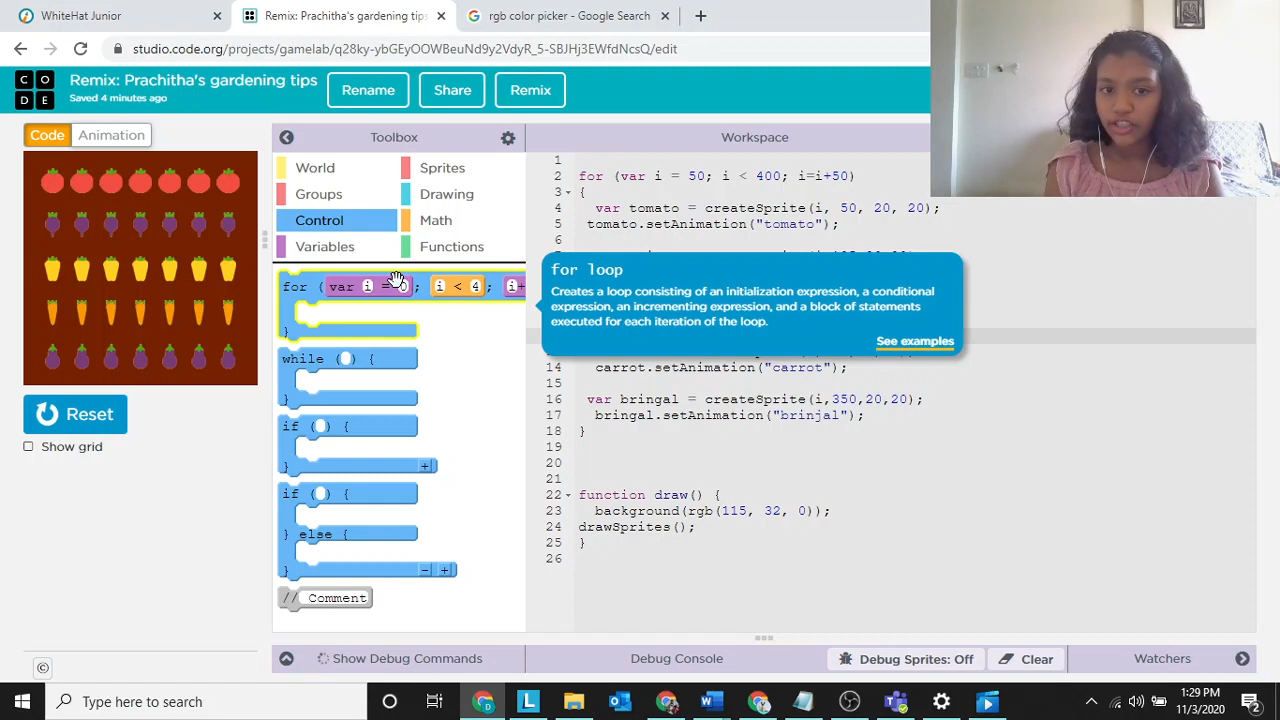 WhiteHat Junior
Remix: Prachitha's gardening tips
rgb color picker - Google Search
studio.code.org/projects/gamelab/q28ky-ybGEyOOWBeuNd9y2VdyR_5-SBJHj3EWfdNcsQ/edit
C O
D E
Remix: Prachitha's gardening tips
Saved 4 minutes ago
Rename
Share
Remix
Code
Animation
Toolbox
Workspace
World
Sprites
Groups
Drawing
Control
Math
Variables
Functions
for ( var i = ; i < 4 ; i+
}
while ( ) {
}
if ( ) {
} +
if ( ) {
} else {
} - +
// Comment
1
2 for (var i = 50; i < 400; i=i+50)
3 {
4 var tomato = createSprite(i, 50, 20, 20);
5 tomato.setAnimation("tomato");
6
for loop
Creates a loop consisting of an initialization expression, a conditional
expression, an incrementing expression, and a block of statements
executed for each iteration of the loop.
See examples
14 carrot.setAnimation("carrot");
15
16 var bringal = createSprite(i,350,20,20);
17 bringal.setAnimation("brinjal");
18 }
19
20
21
22 function draw() {
23 background(rgb(115, 32, 0));
24 drawSprites();
25 }
26
Reset
Show grid
©
Show Debug Commands
Debug Console
Debug Sprites: Off
Clear
Watchers
Type here to search
1:29 PM
11/3/2020
2